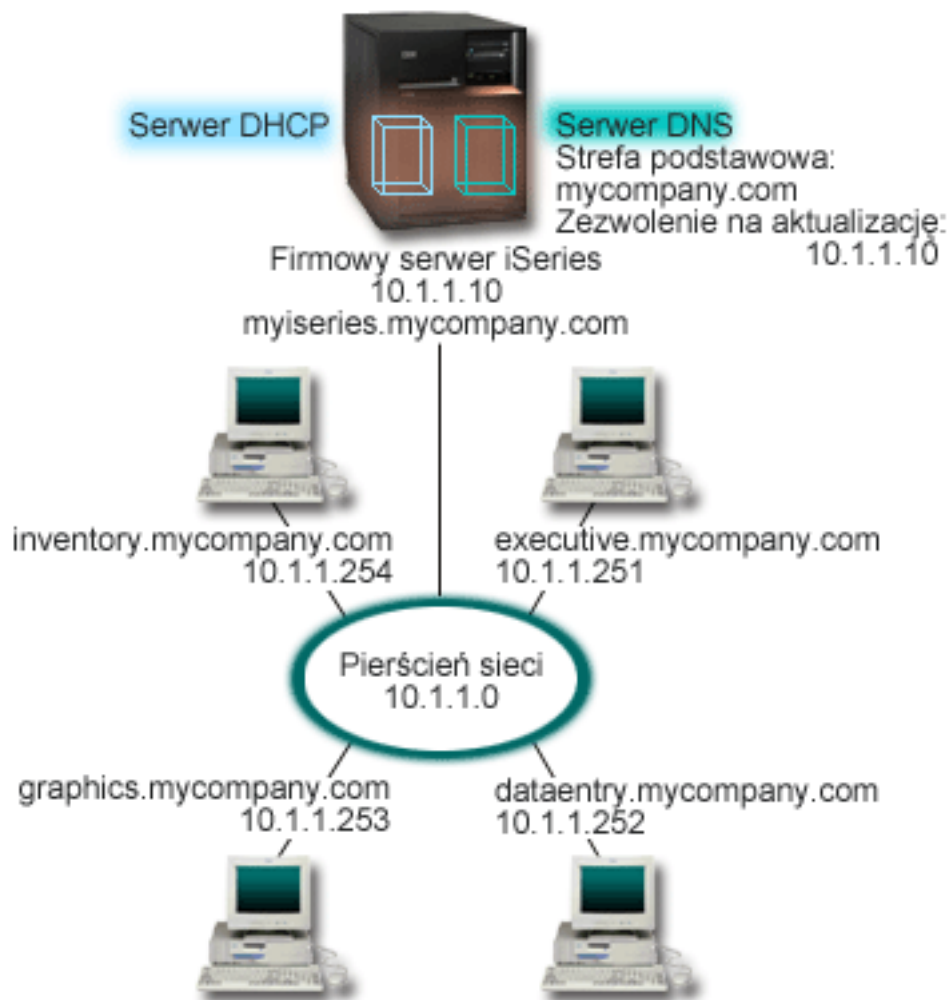 Serwer DHCP
Serwer DNS
Strefa podstawowa:
mycompany.com
Zezwolenie na aktualizację:
10.1.1.10
Firmowy serwer iSeries
10.1.1.10
myiseries.mycompany.com
inventory.mycompany.com
10.1.1.254
executive.mycompany.com
10.1.1.251
Pierścień sieci
10.1.1.0
graphics.mycompany.com
10.1.1.253
dataentry.mycompany.com
10.1.1.252